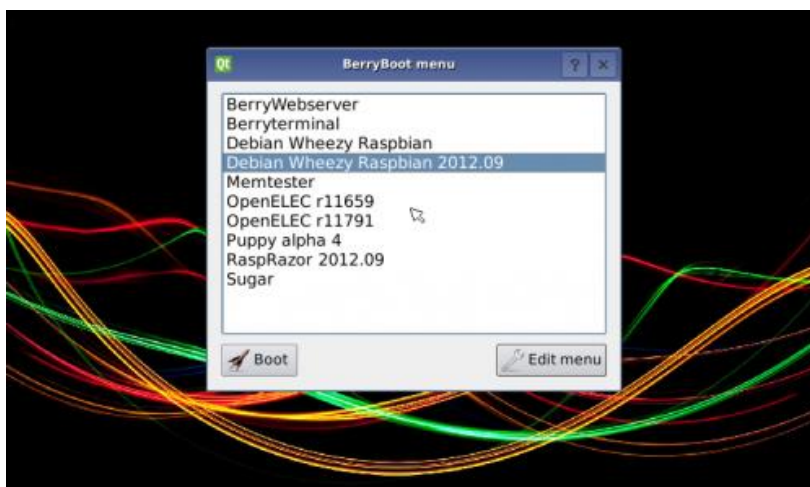 Qt
BerryBoot menu
? ×
BerryWebserver
Berryterminal
Debian Wheezy Raspbian
Debian Wheezy Raspbian 2012.09
Memtester
OpenELEC r11659
OpenELEC r11791
Puppy alpha 4
RaspRazor 2012.09
Sugar
Boot
Edit menu